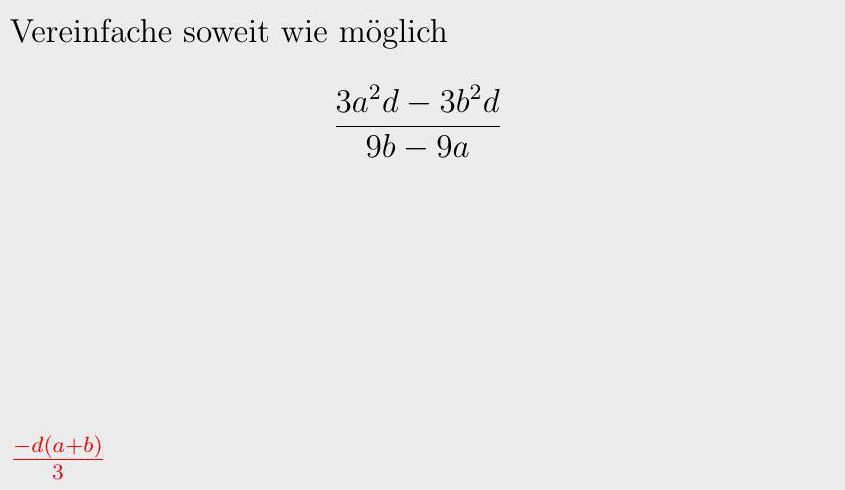 Vereinfache soweit wie möglich
3a²d − 3b²d
9b − 9a
−d(a+b)
3